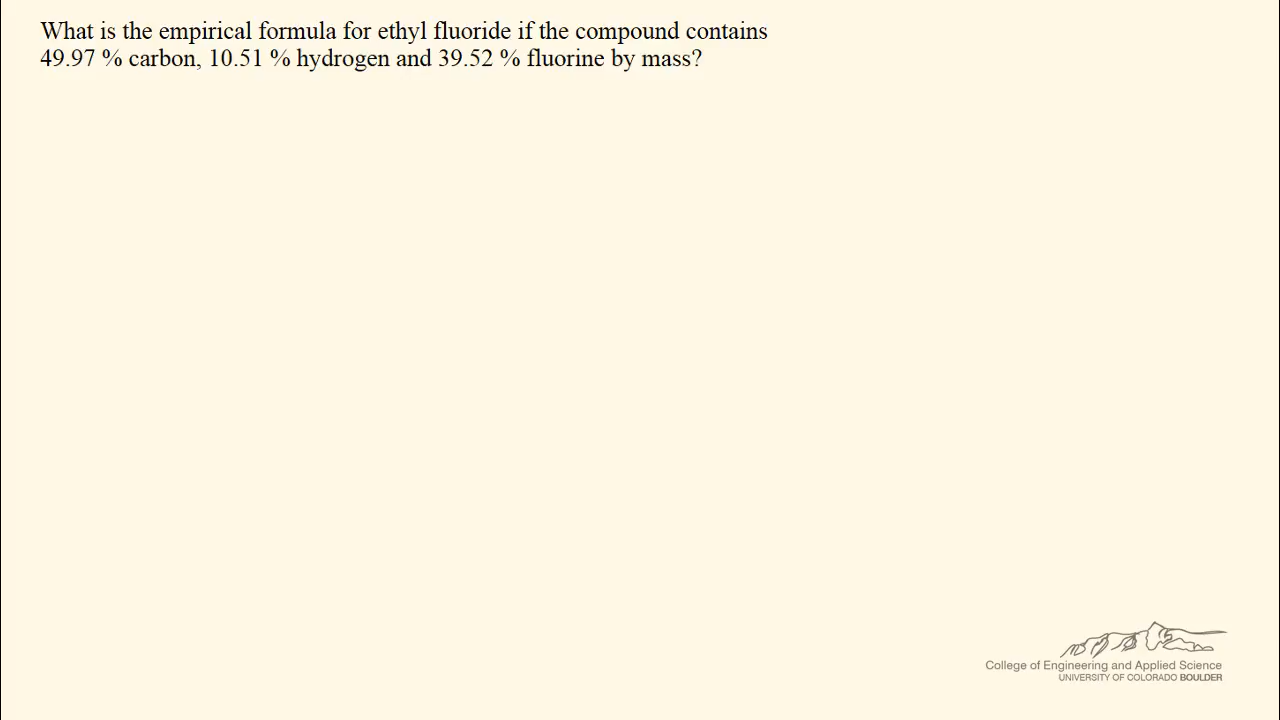 What is the empirical formula for ethyl fluoride if the compound contains
49.97 % carbon, 10.51 % hydrogen and 39.52 % fluorine by mass?
College of Engineering and Applied Science
UNIVERSITY OF COLORADO BOULDER